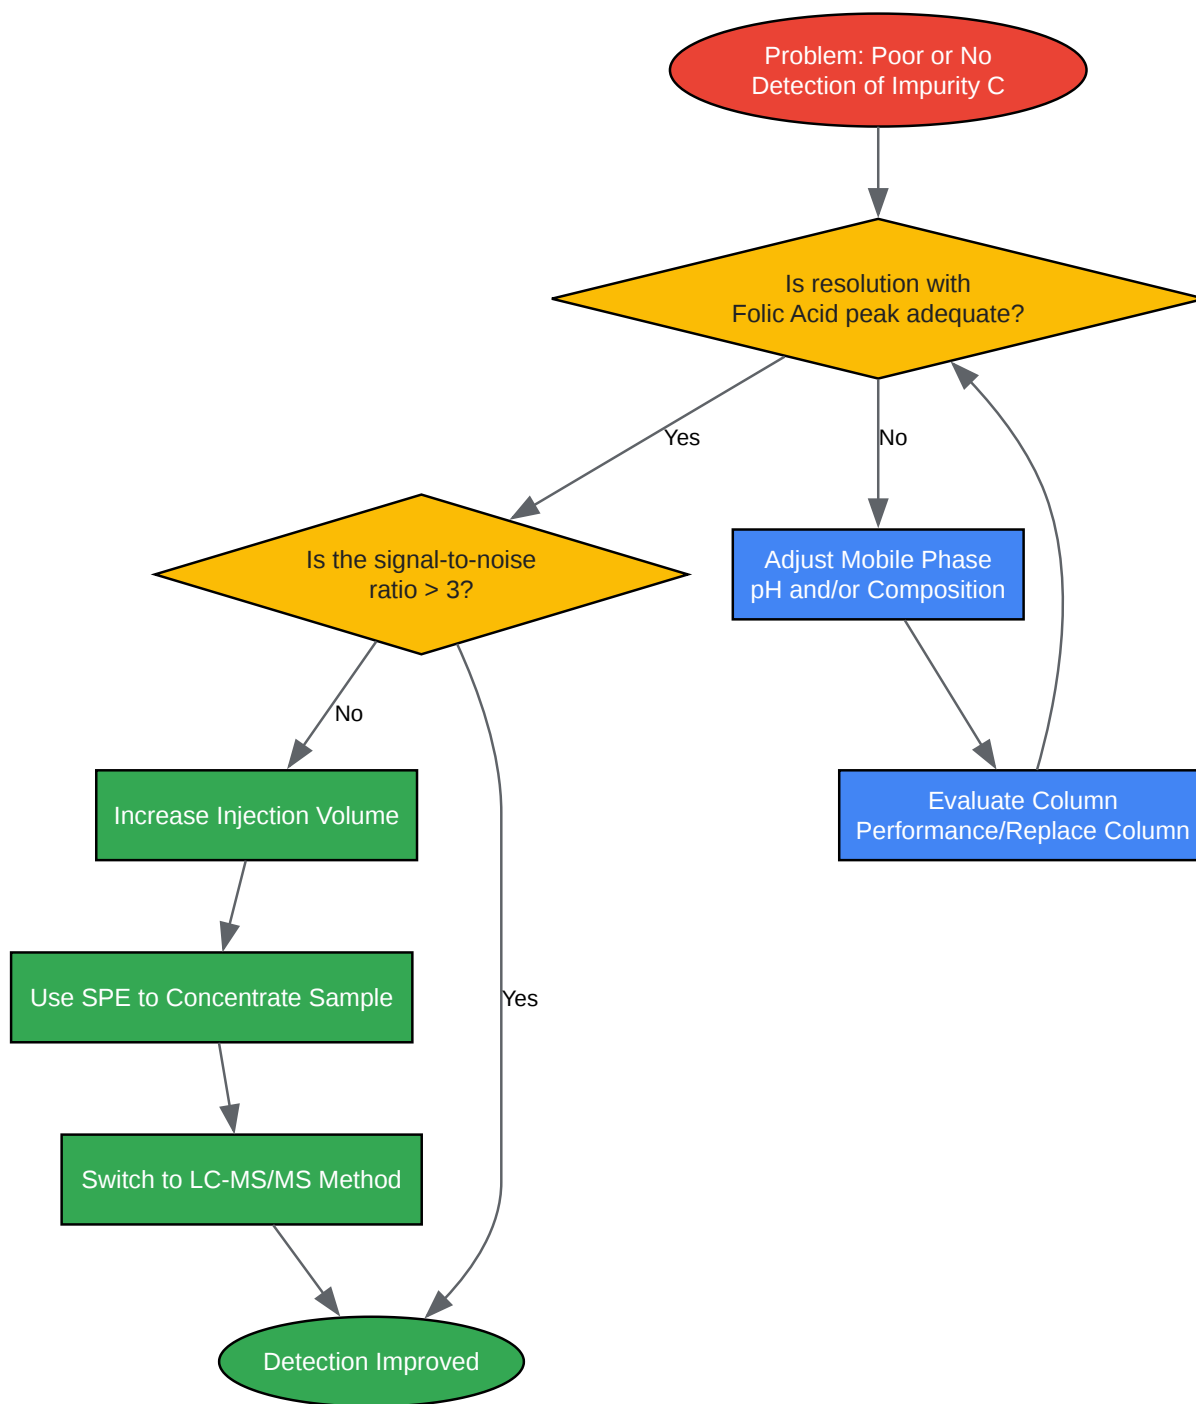 Problem: Poor or No
Detection of Impurity C
Is resolution with
Folic Acid peak adequate?
Yes
No
Is the signal-to-noise
ratio > 3?
Adjust Mobile Phase
pH and/or Composition
No
Increase Injection Volume
Evaluate Column
Performance/Replace Column
Use SPE to Concentrate Sample
Yes
Switch to LC-MS/MS Method
Detection Improved